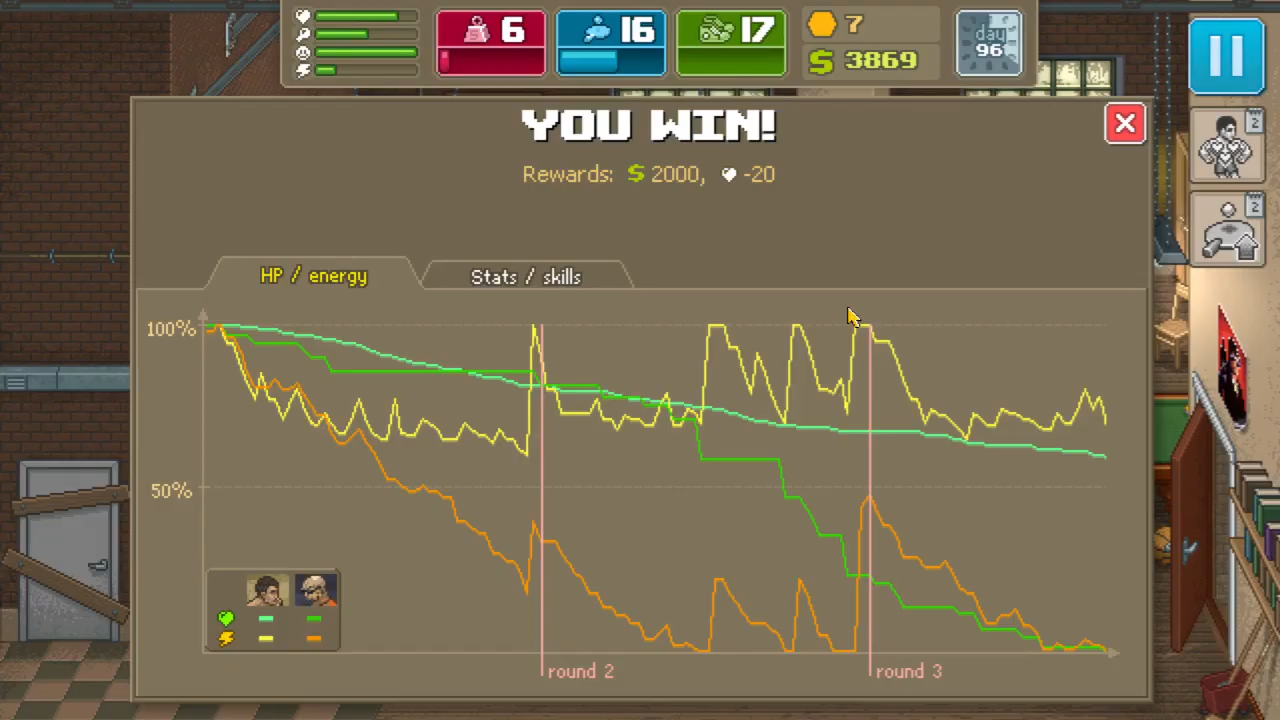 6
16
17
7
3869
day
96
2
2
YOU WIN!
Rewards: $ 2000, -20
HP / energy
Stats / skills
100%
50%
round 2
round 3